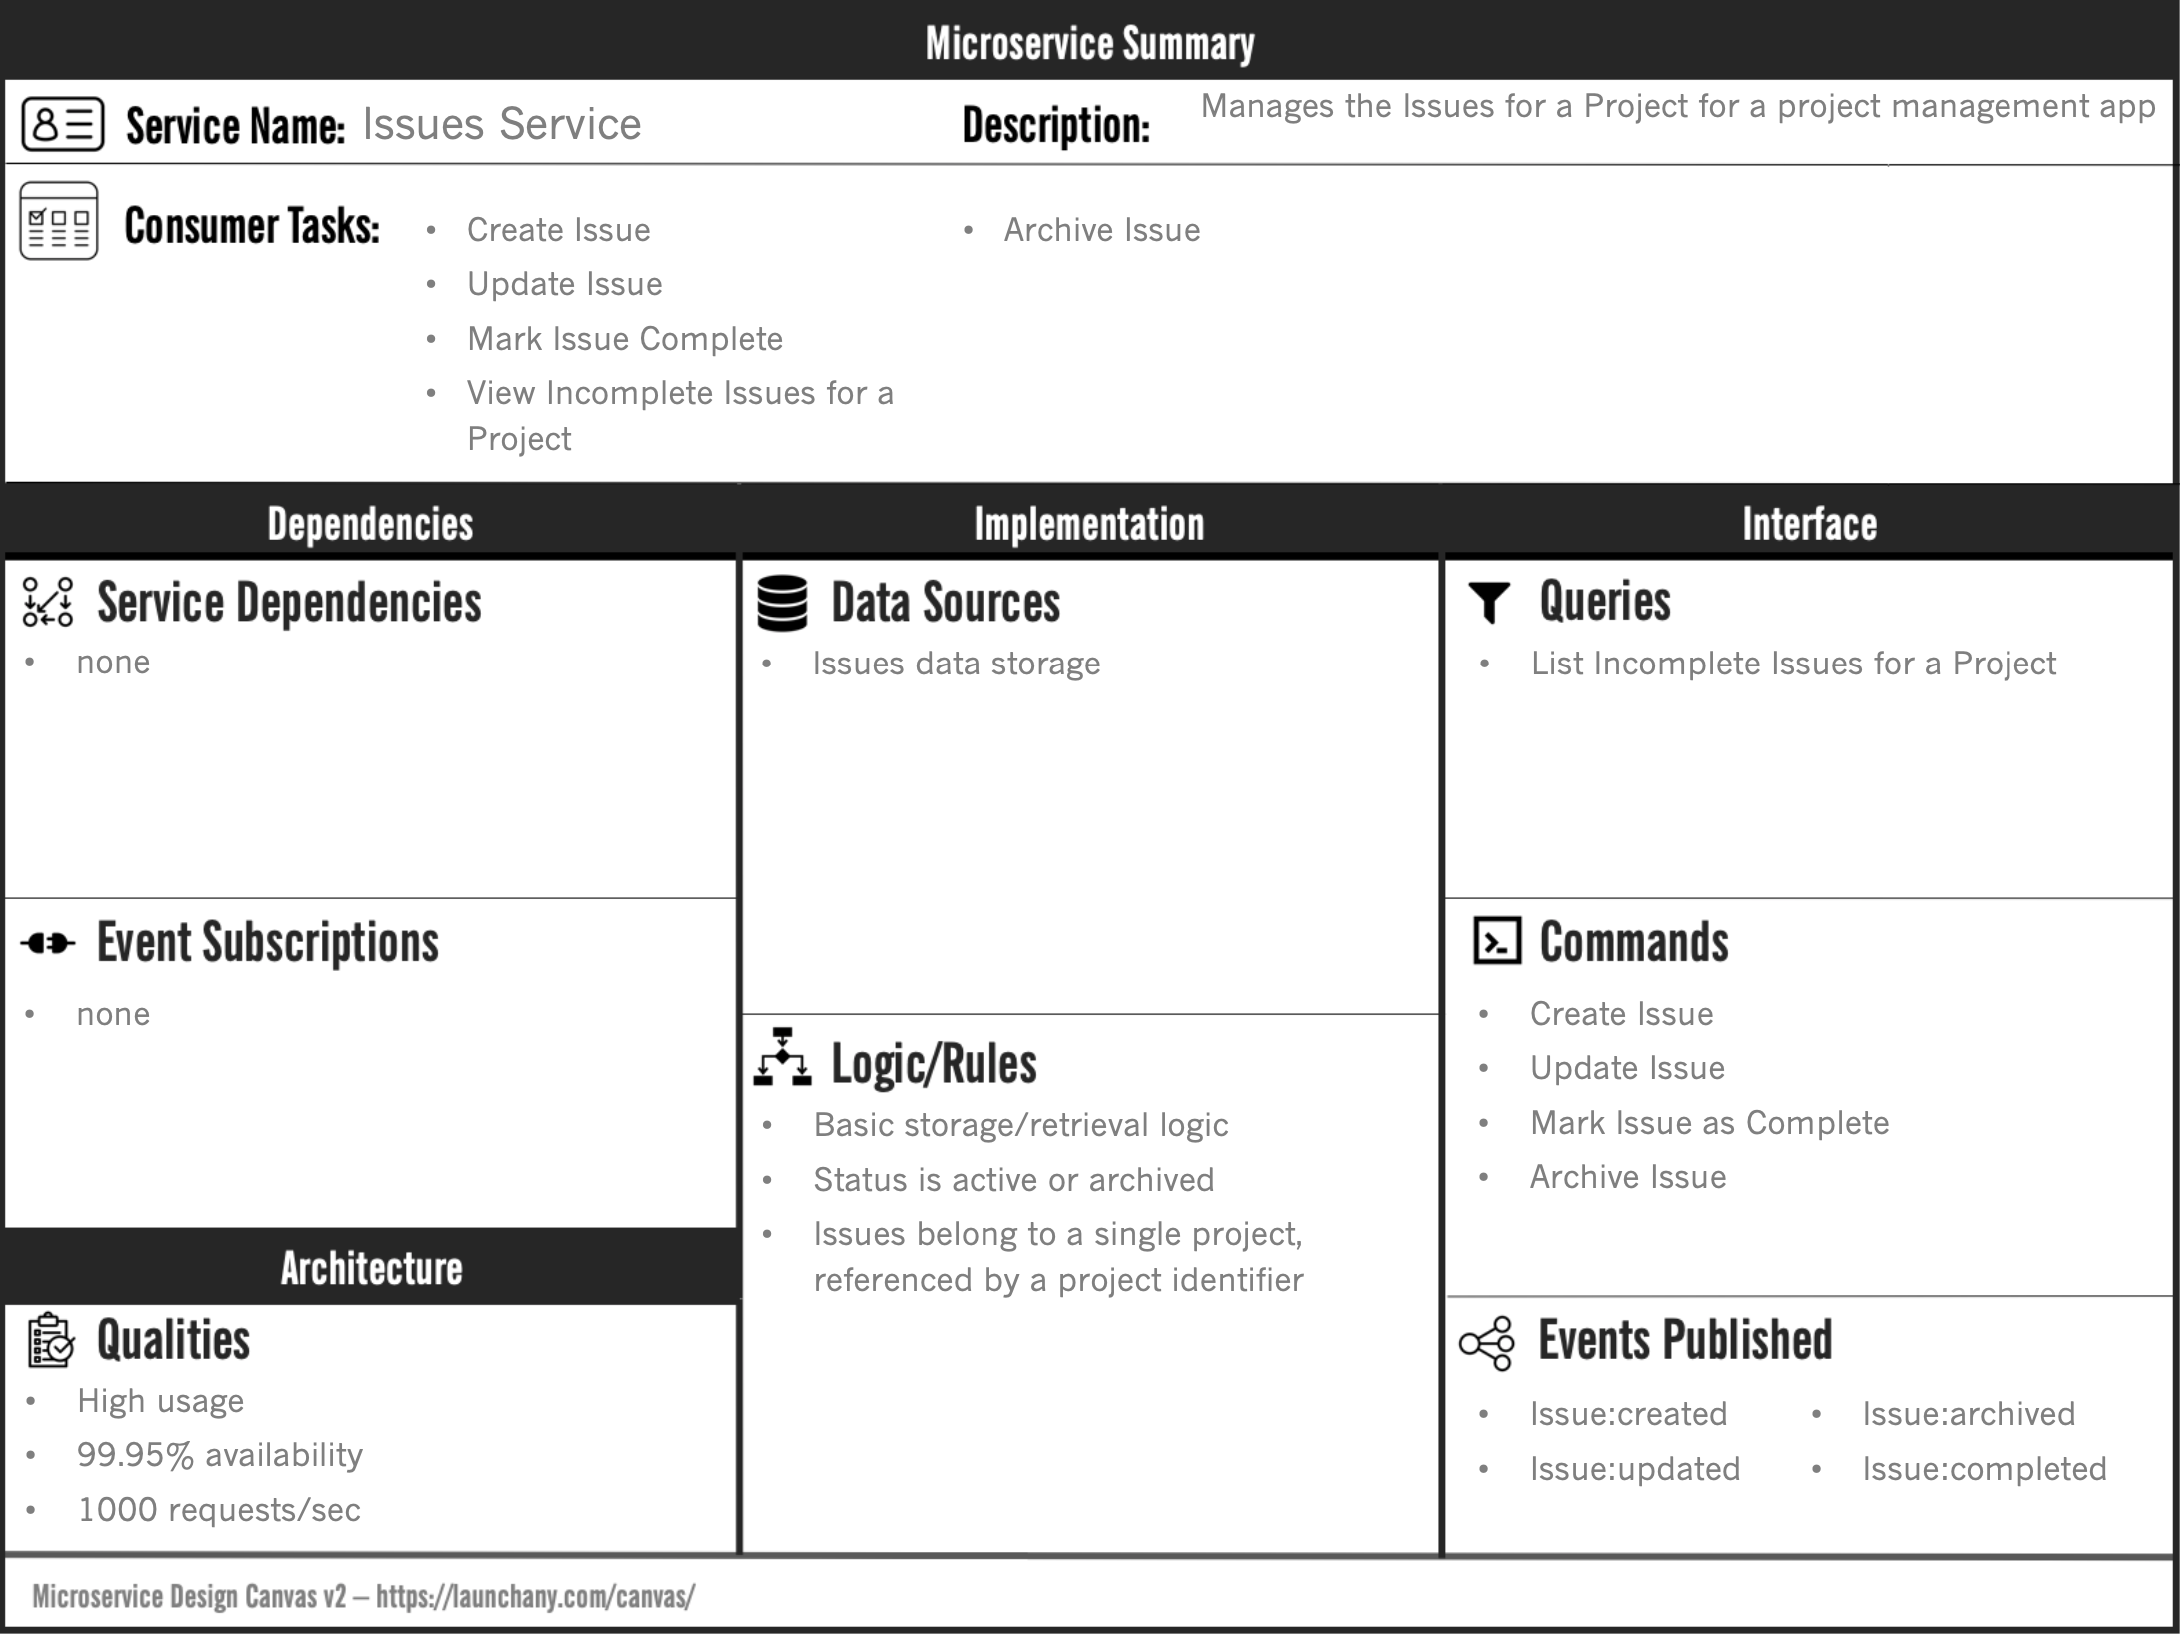 Microservice Summary
Service Name: Issues Service
Description: Manages the Issues for a Project for a project management app
Consumer Tasks:
• Create Issue
• Update Issue
• Mark Issue Complete
• View Incomplete Issues for a
Project
• Archive Issue
Dependencies
Service Dependencies
• none
Event Subscriptions
• none
Architecture
Qualities
• High usage
• 99.95% availability
• 1000 requests/sec
Implementation
Data Sources
• Issues data storage
Logic/Rules
• Basic storage/retrieval logic
• Status is active or archived
• Issues belong to a single project,
referenced by a project identifier
Interface
Queries
• List Incomplete Issues for a Project
Commands
• Create Issue
• Update Issue
• Mark Issue as Complete
• Archive Issue
Events Published
• Issue:created
• Issue:updated
• Issue:archived
• Issue:completed
Microservice Design Canvas v2 – https://launchany.com/canvas/